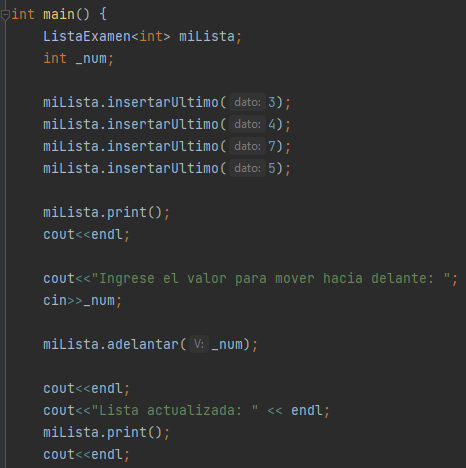 int main() {
ListaExamen<int> miLista;
int _num;
miLista.insertarUltimo( dato: 3);
miLista.insertarUltimo( dato: 4);
miLista.insertarUltimo( dato: 7);
miLista.insertarUltimo( dato: 5);
miLista.print();
cout<<endl;
cout<<"Ingrese el valor para mover hacia delante: ";
cin>>_num;
miLista.adelantar( V: _num);
cout<<endl;
cout<<"Lista actualizada: " << endl;
miLista.print();
cout<<endl;